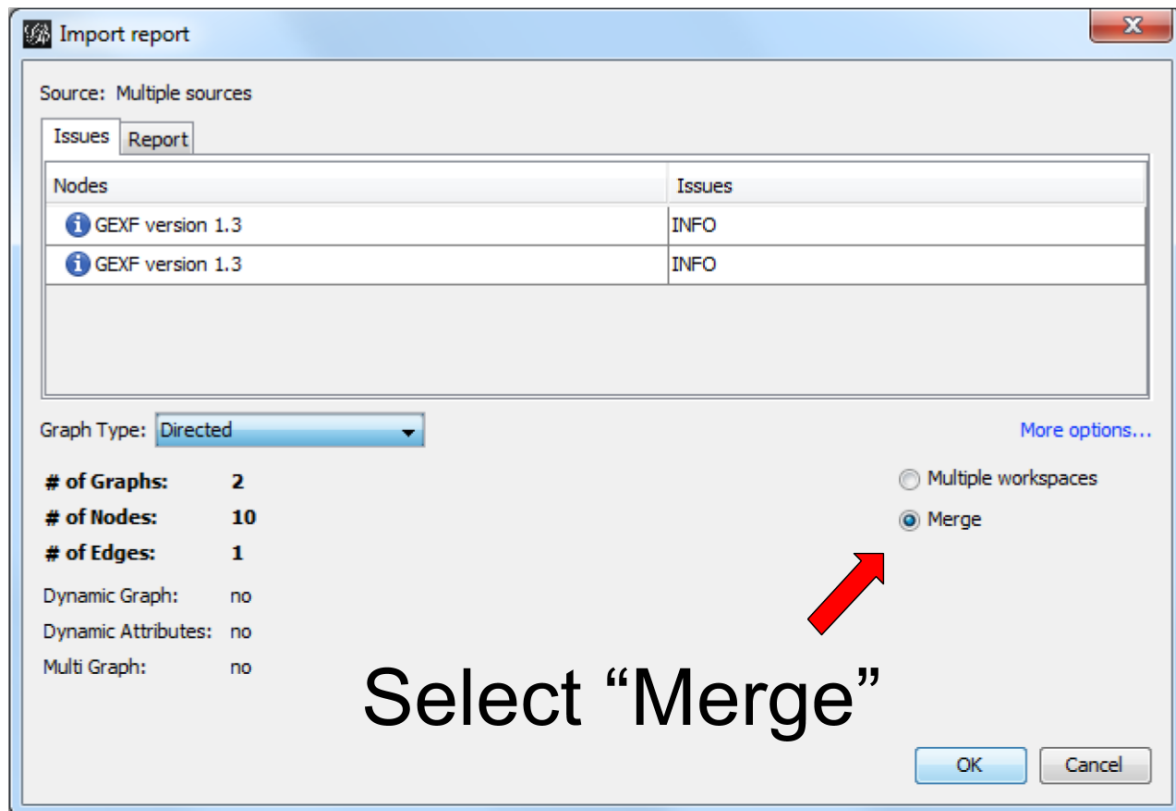 Import report
Source: Multiple sources
Issues Report
Nodes Issues
GEXF version 1.3 INFO
GEXF version 1.3 INFO
Graph Type: Directed More options...
# of Graphs: 2 Multiple workspaces
# of Nodes: 10 Merge
# of Edges: 1
Dynamic Graph: no
Dynamic Attributes: no
Multi Graph: no
Select “Merge”
OK Cancel